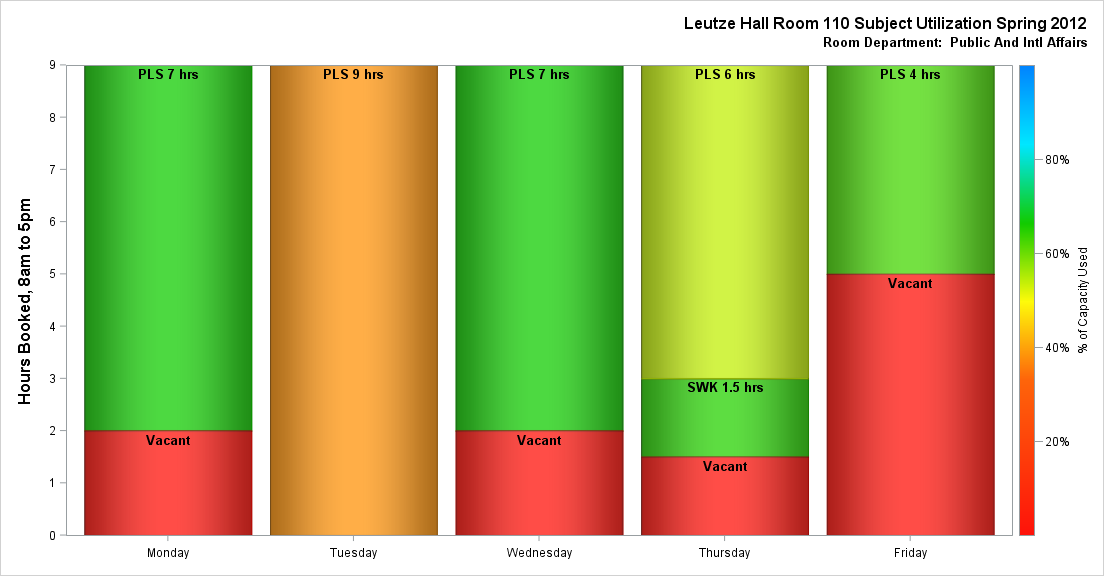 Leutze Hall Room 110 Subject Utilization Spring 2012
Room Department:  Public And Intl Affairs
Hours Booked, 8am to 5pm
9
8
7
6
5
4
3
2
1
0
PLS 7 hrs
Vacant
PLS 9 hrs
PLS 7 hrs
Vacant
PLS 6 hrs
SWK 1.5 hrs
Vacant
PLS 4 hrs
Vacant
Monday
Tuesday
Wednesday
Thursday
Friday
80%
60%
40%
20%
% of Capacity Used